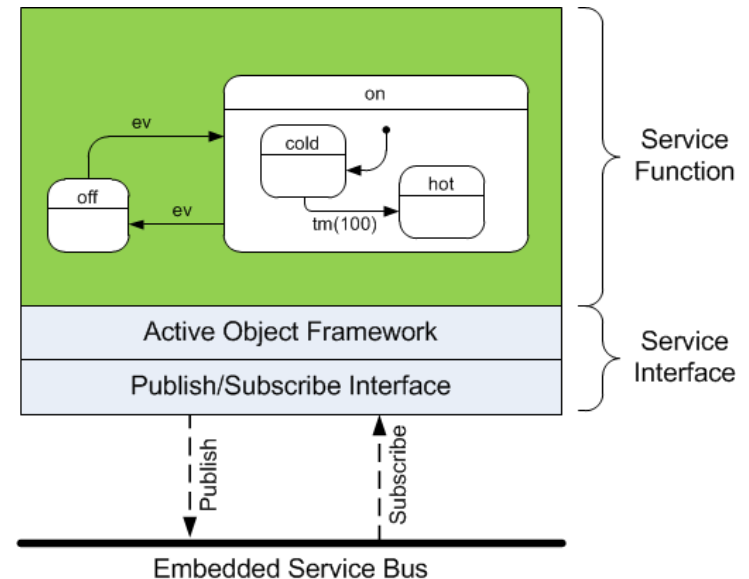 on
ev
cold
hot
off
ev
tm(100)
Service
Function
Active Object Framework
Publish/Subscribe Interface
Service
Interface
Publish
Subscribe
Embedded Service Bus